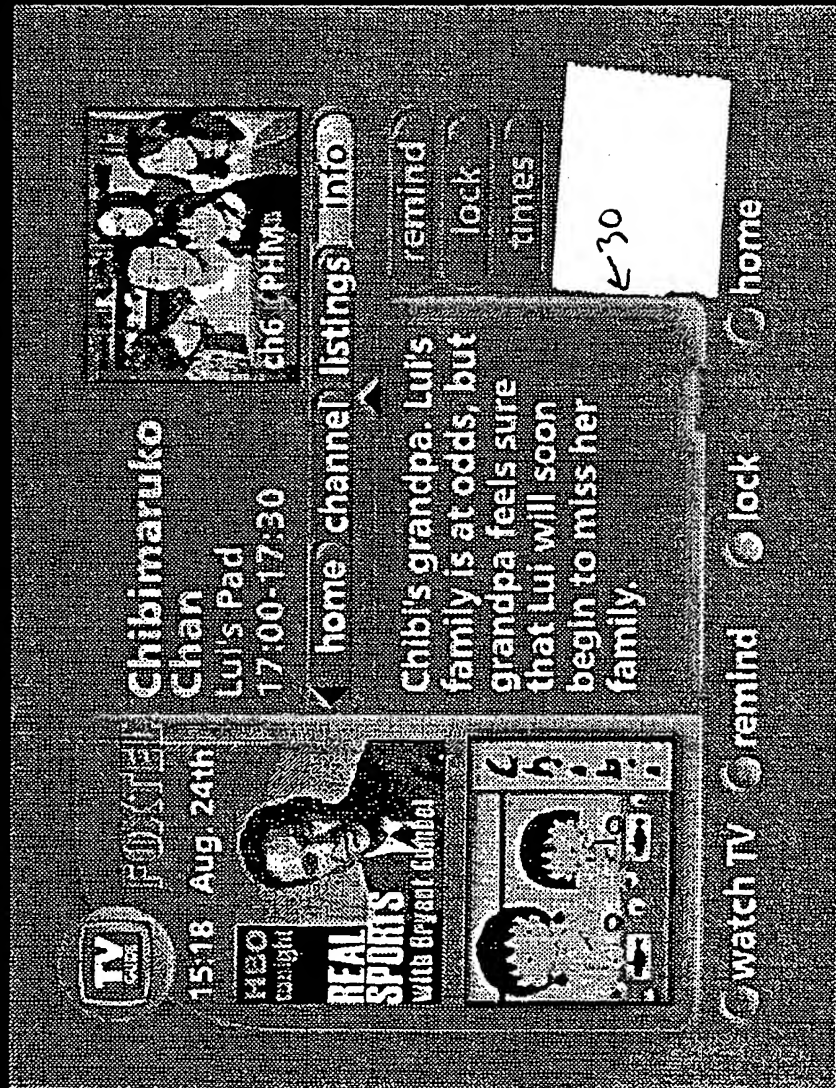 TV
GUIDE
FOXTEL
15:18 Aug. 24th
HBO
tonight
REAL
SPORTS
with Bryant Gumbel
Chibi
Chibimaruko
Chan
Lui's Pad
17:00-17:30
ch6
home channel listings info
Chibi's grandpa. Lui's
family is at odds, but
grandpa feels sure
that Lui will soon
begin to miss her
family.
remind
lock
times
←30
watch TV remind lock home